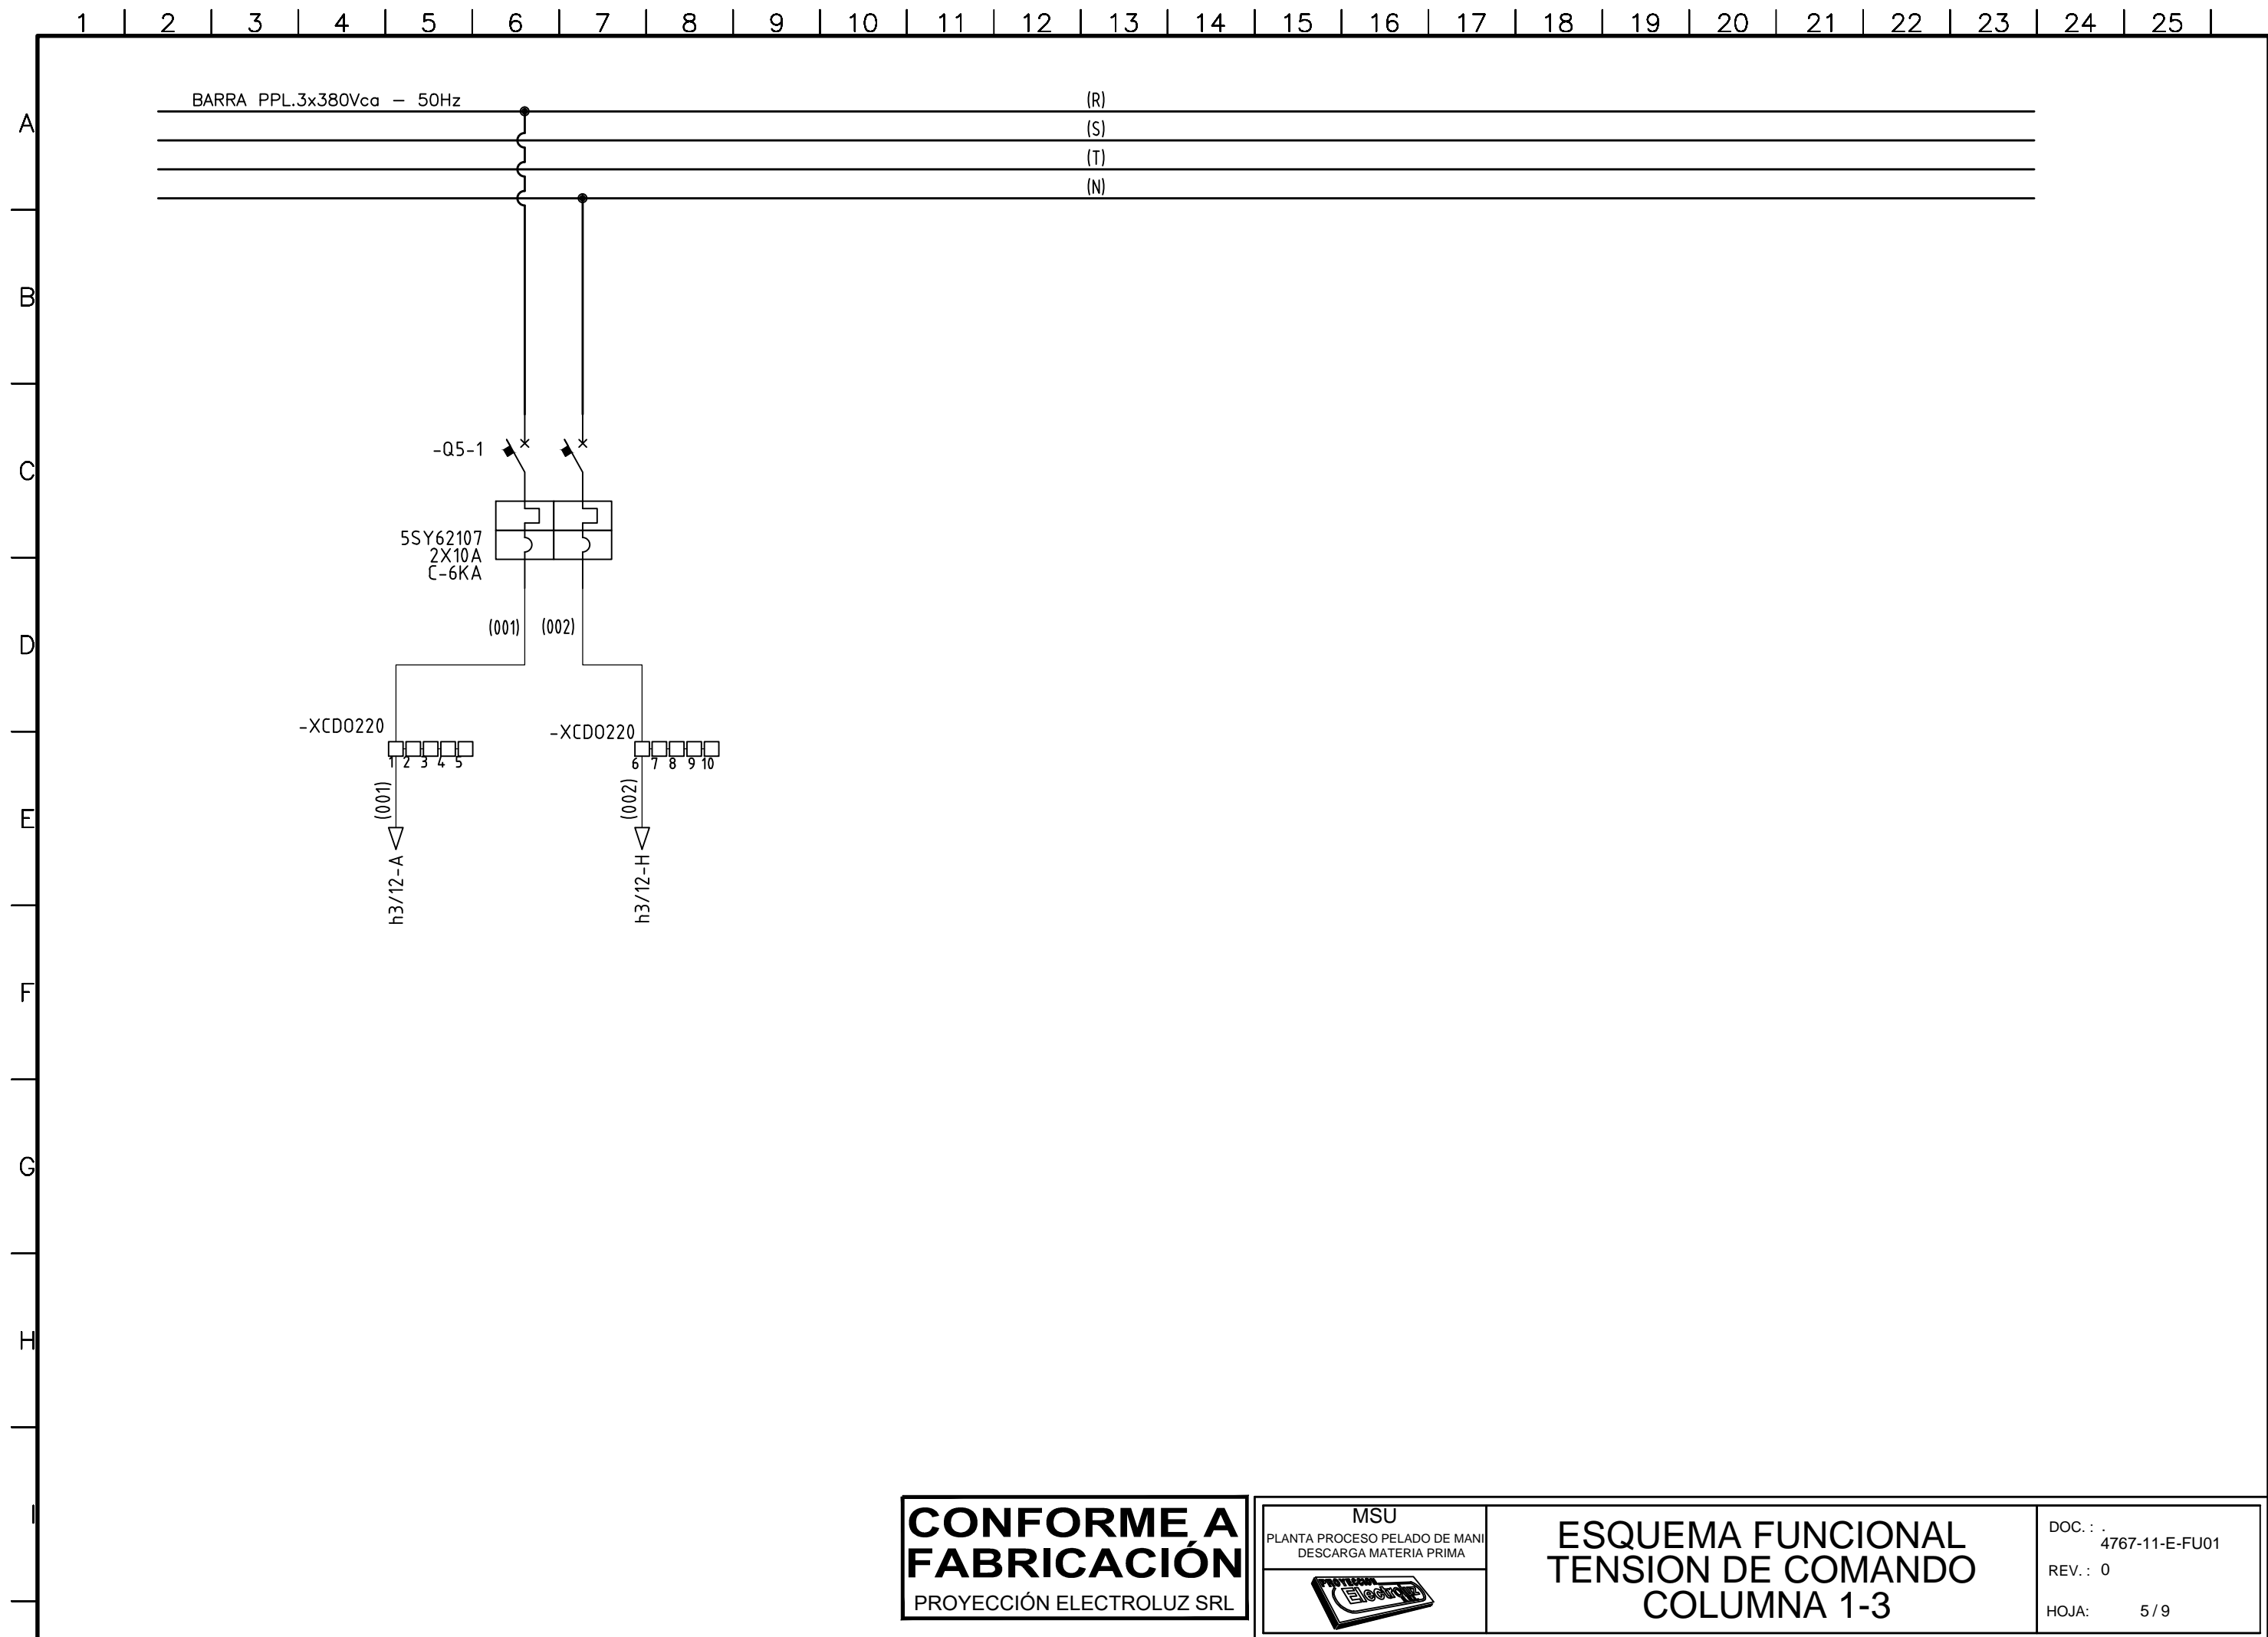 1 2 3 4 5 6 7 8 9 10 11 12 13 14 15 16 17 18 19 20 21 22 23 24 25
A
B
C
D
E
F
G
H
I
BARRA PPL.3x380Vca – 50Hz
(R)
(S)
(T)
(N)
-Q5-1
5SY62107
2X10A
C-6KA
(001) (002)
-XCD0220
1 2 3 4 5
-XCD0220
6 7 8 9 10
(001)
(002)
h3/12-A
h3/12-H
CONFORME A
FABRICACIÓN
PROYECCIÓN ELECTROLUZ SRL
MSU
PLANTA PROCESO PELADO DE MANI
DESCARGA MATERIA PRIMA
PROYECCION
Electroluz
ESQUEMA FUNCIONAL
TENSION DE COMANDO
COLUMNA 1-3
DOC. : .
4767-11-E-FU01
REV. : 0
HOJA: 5 / 9